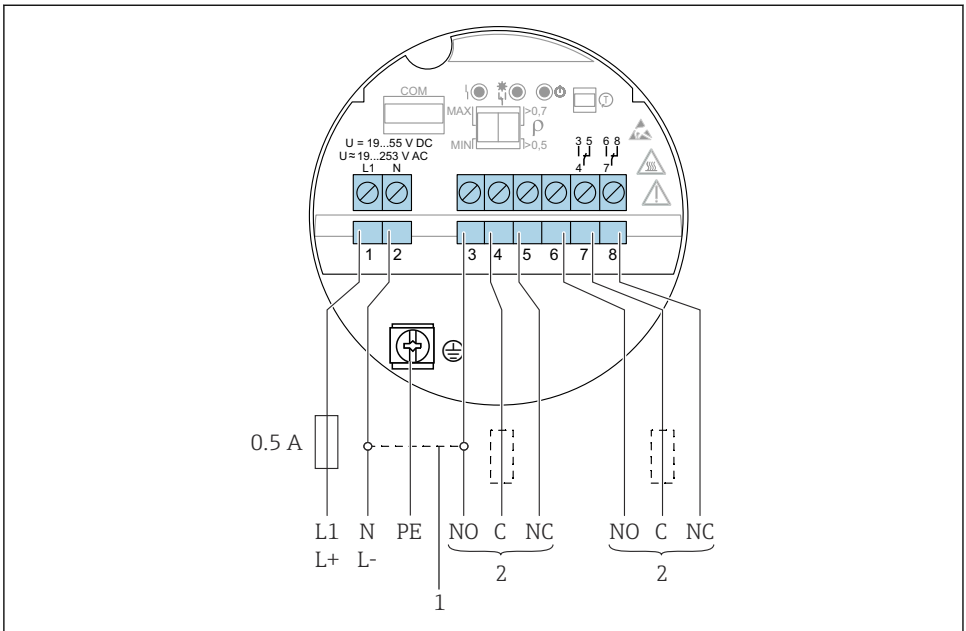 COM
MAX >0,7
ρ
MIN >0,5
T
U = 19...55 V DC
U≈19...253 V AC
L1 N
3 5 6 8
4 7
1 2 3 4 5 6 7 8
0.5 A
L1 N PE NO C NC NO C NC
L+ L- 2 2
1